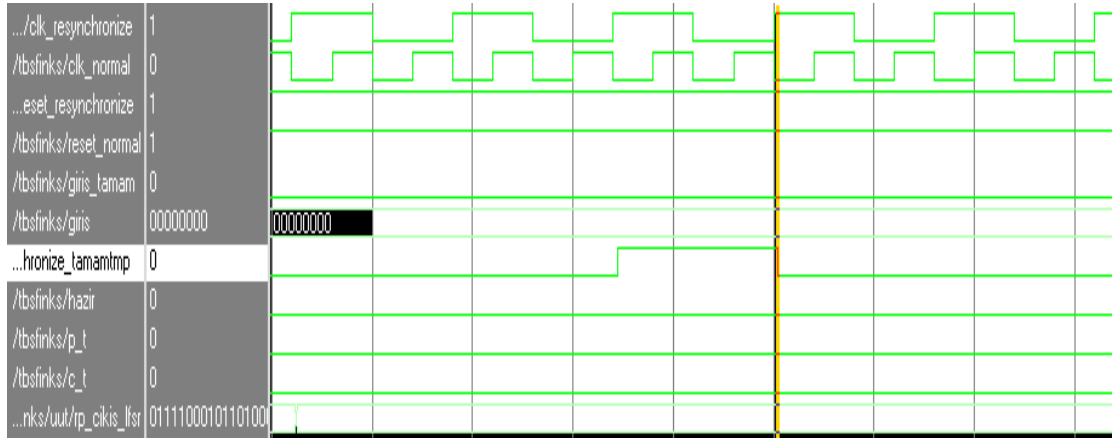 .../clk_resynchronize 1
/tbsfinks/clk_normal 0
...eset_resynchronize 1
/tbsfinks/reset_normal 1
/tbsfinks/giris_tamam 0
/tbsfinks/giris 00000000 00000000
...hronize_tamamtmp 0
/tbsfinks/hazir 0
/tbsfinks/p_t 0
/tbsfinks/c_t 0
...nks/uut/rp_cikis_lfsr 01111000101101000